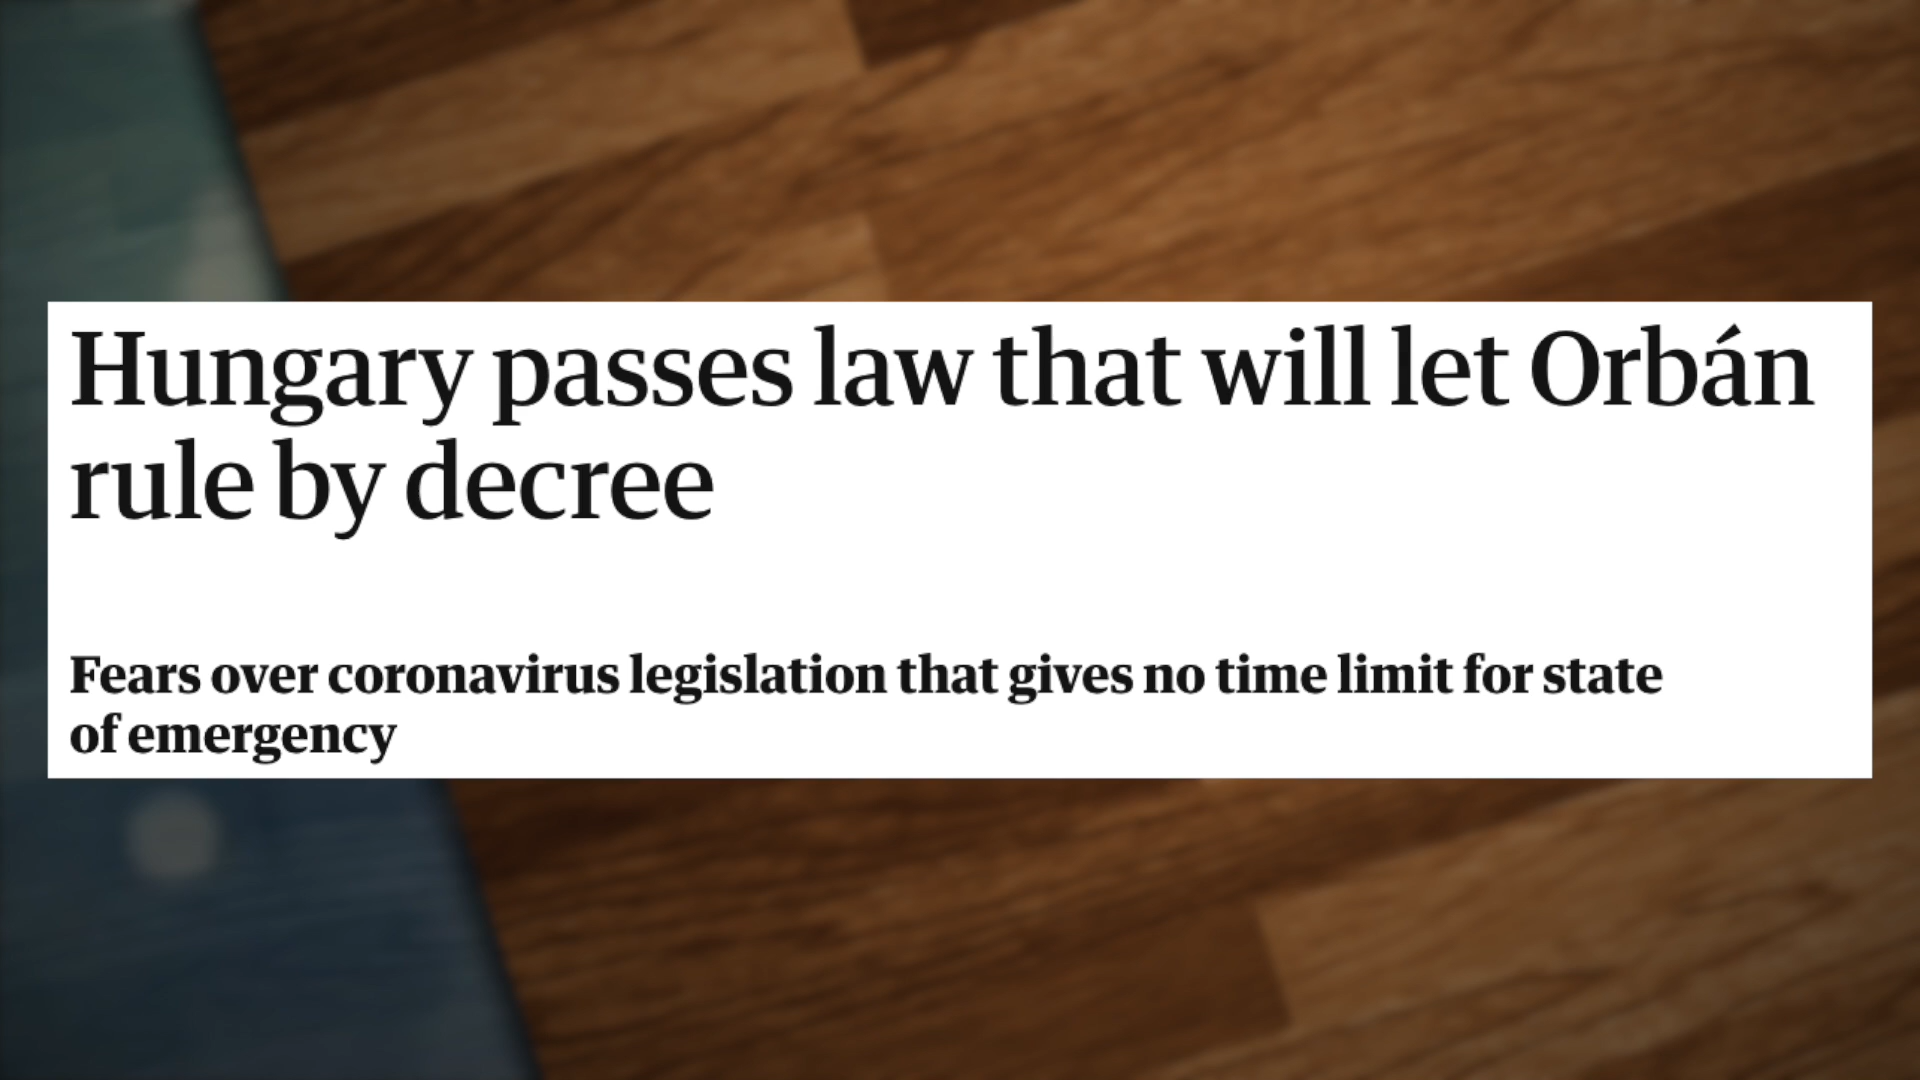 Hungary passes law that will let Orbán
rule by decree
Fears over coronavirus legislation that gives no time limit for state
of emergency